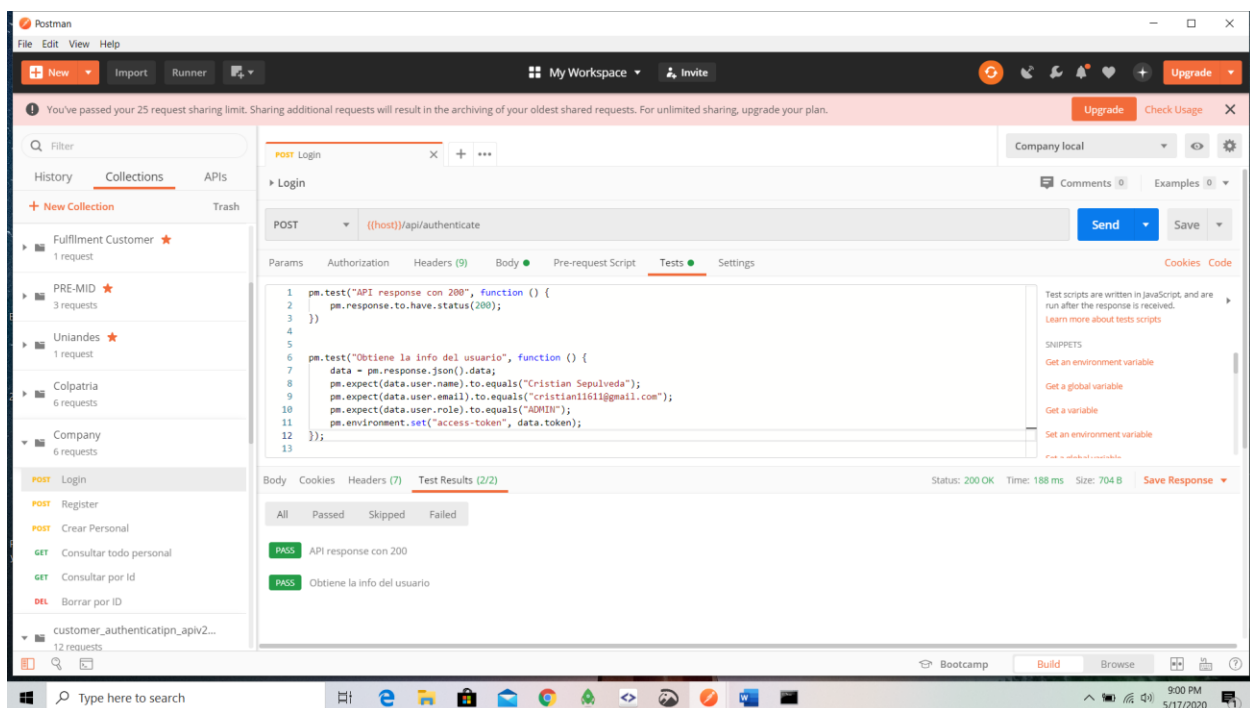 Postman
File Edit View Help
New Import Runner My Workspace Invite Upgrade
You've passed your 25 request sharing limit. Sharing additional requests will result in the archiving of your oldest shared requests. For unlimited sharing, upgrade your plan. Upgrade Check Usage
Filter
History Collections APIs
+ New Collection Trash
Fulfllment Customer
1 request
PRE-MID
3 requests
Uniandes
1 request
Colpatria
6 requests
Company
6 requests
POST Login
POST Register
POST Crear Personal
GET Consultar todo personal
GET Consultar por Id
DEL Borrar por ID
customer_authenticatipn_apiv2...
12 requests
POST Login
Company local
Login
Comments 0 Examples 0
POST {{host}}/api/authenticate Send Save
Params Authorization Headers (9) Body Pre-request Script Tests Settings Cookies Code
1 pm.test("API response con 200", function () {
2 pm.response.to.have.status(200);
3 })
4
5
6 pm.test("Obtiene la info del usuario", function () {
7 data = pm.response.json().data;
8 pm.expect(data.user.name).to.equals("Cristian Sepulveda");
9 pm.expect(data.user.email).to.equals("cristian11611@gmail.com");
10 pm.expect(data.user.role).to.equals("ADMIN");
11 pm.environment.set("access-token", data.token);
12 });
13
Test scripts are written in JavaScript, and are
run after the response is received.
Learn more about tests scripts
SNIPPETS
Get an environment variable
Get a global variable
Get a variable
Set an environment variable
Set a global variable
Body Cookies Headers (7) Test Results (2/2) Status: 200 OK Time: 188 ms Size: 704 B Save Response
All Passed Skipped Failed
PASS API response con 200
PASS Obtiene la info del usuario
Bootcamp Build Browse
Type here to search
9:00 PM
5/17/2020